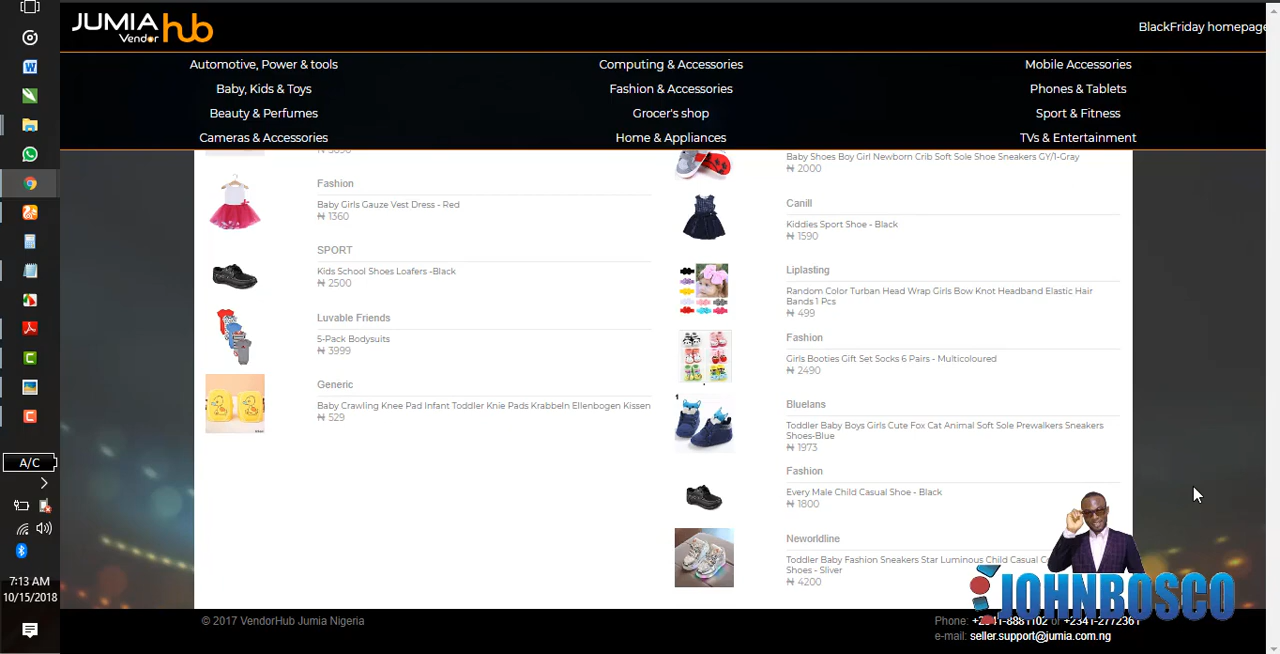 JUMIA hub
Vendor
BlackFriday homepage
Automotive, Power & tools
Computing & Accessories
Mobile Accessories
Baby, Kids & Toys
Fashion & Accessories
Phones & Tablets
Beauty & Perfumes
Grocer's shop
Sport & Fitness
Cameras & Accessories
Home & Appliances
TVs & Entertainment
Fashion
Baby Girls Gauze Vest Dress - Red
₦ 1360
SPORT
Kids School Shoes Loafers -Black
₦ 2500
Luvable Friends
5-Pack Bodysuits
₦ 3999
Generic
Baby Crawling Knee Pad Infant Toddler Knie Pads Krabbeln Ellenbogen Kissen
₦ 529
Baby Shoes Boy Girl Newborn Crib Soft Sole Shoe Sneakers GY/1-Gray
₦ 2000
Canill
Kiddies Sport Shoe - Black
₦ 1590
Liplasting
Random Color Turban Head Wrap Girls Bow Knot Headband Elastic Hair
Bands 1 Pcs
₦ 499
Fashion
Girls Booties Gift Set Socks 6 Pairs - Multicoloured
₦ 2490
Bluelans
Toddler Baby Boys Girls Cute Fox Cat Animal Soft Sole Prewalkers Sneakers
Shoes-Blue
₦ 1973
Fashion
Every Male Child Casual Shoe - Black
₦ 1800
Neworldline
Toddler Baby Fashion Sneakers Star Luminous Child Casual
Shoes - Sliver
₦ 4200
JOHNBOSCO
© 2017 VendorHub Jumia Nigeria
Phone: or +2341-2772361
e-mail: seller.support@jumia.com.ng
A/C
7:13 AM
10/15/2018